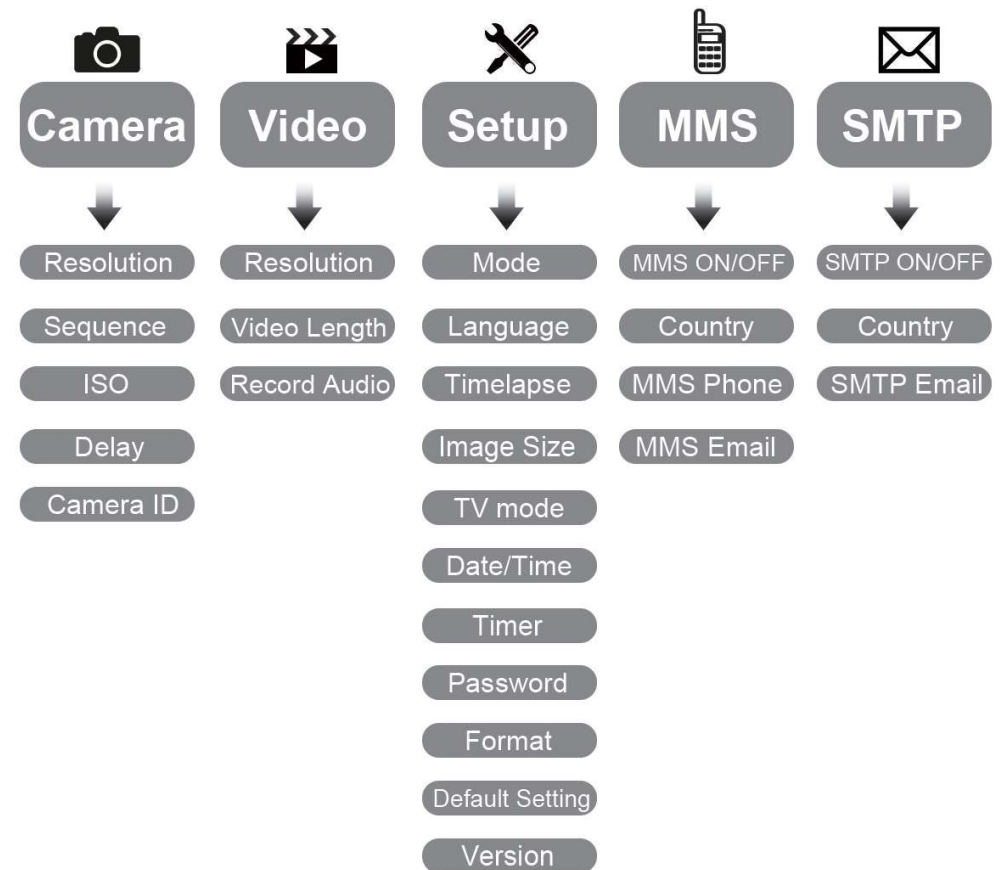 Camera
Video
Setup
MMS
SMTP
Resolution
Sequence
ISO
Delay
Camera ID
Resolution
Video Length
Record Audio
Mode
Language
Timelapse
Image Size
TV mode
Date/Time
Timer
Password
Format
Default Setting
Version
MMS ON/OFF
Country
MMS Phone
MMS Email
SMTP ON/OFF
Country
SMTP Email